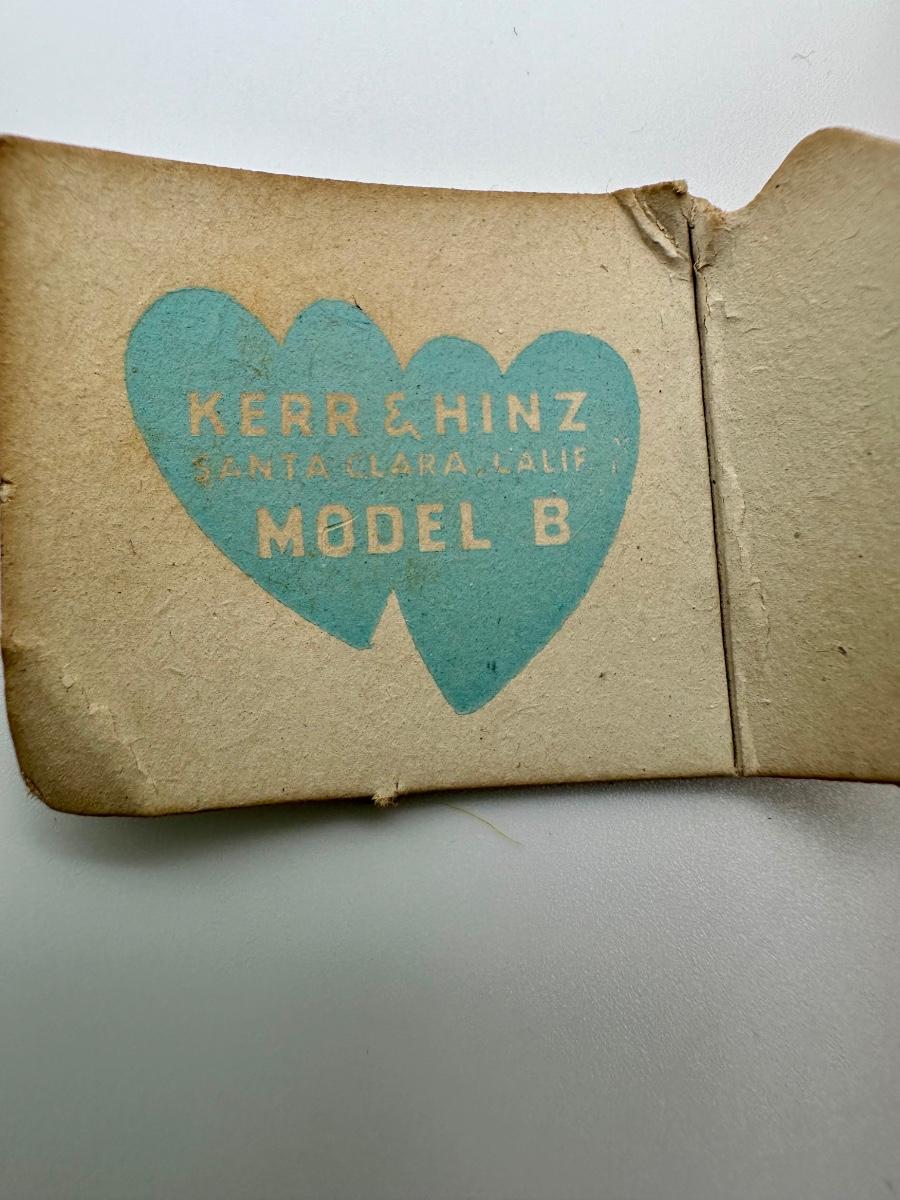 KERR & HINZ
SANTA CLARA, CALIF.
MODEL B